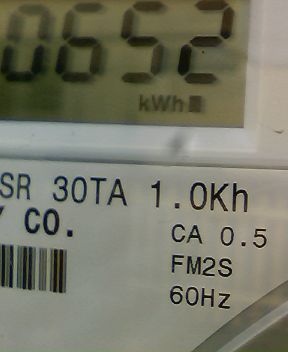 0652
kWh
SR 30TA 1.0Kh
Y CO.
CA 0.5
FM2S
60Hz